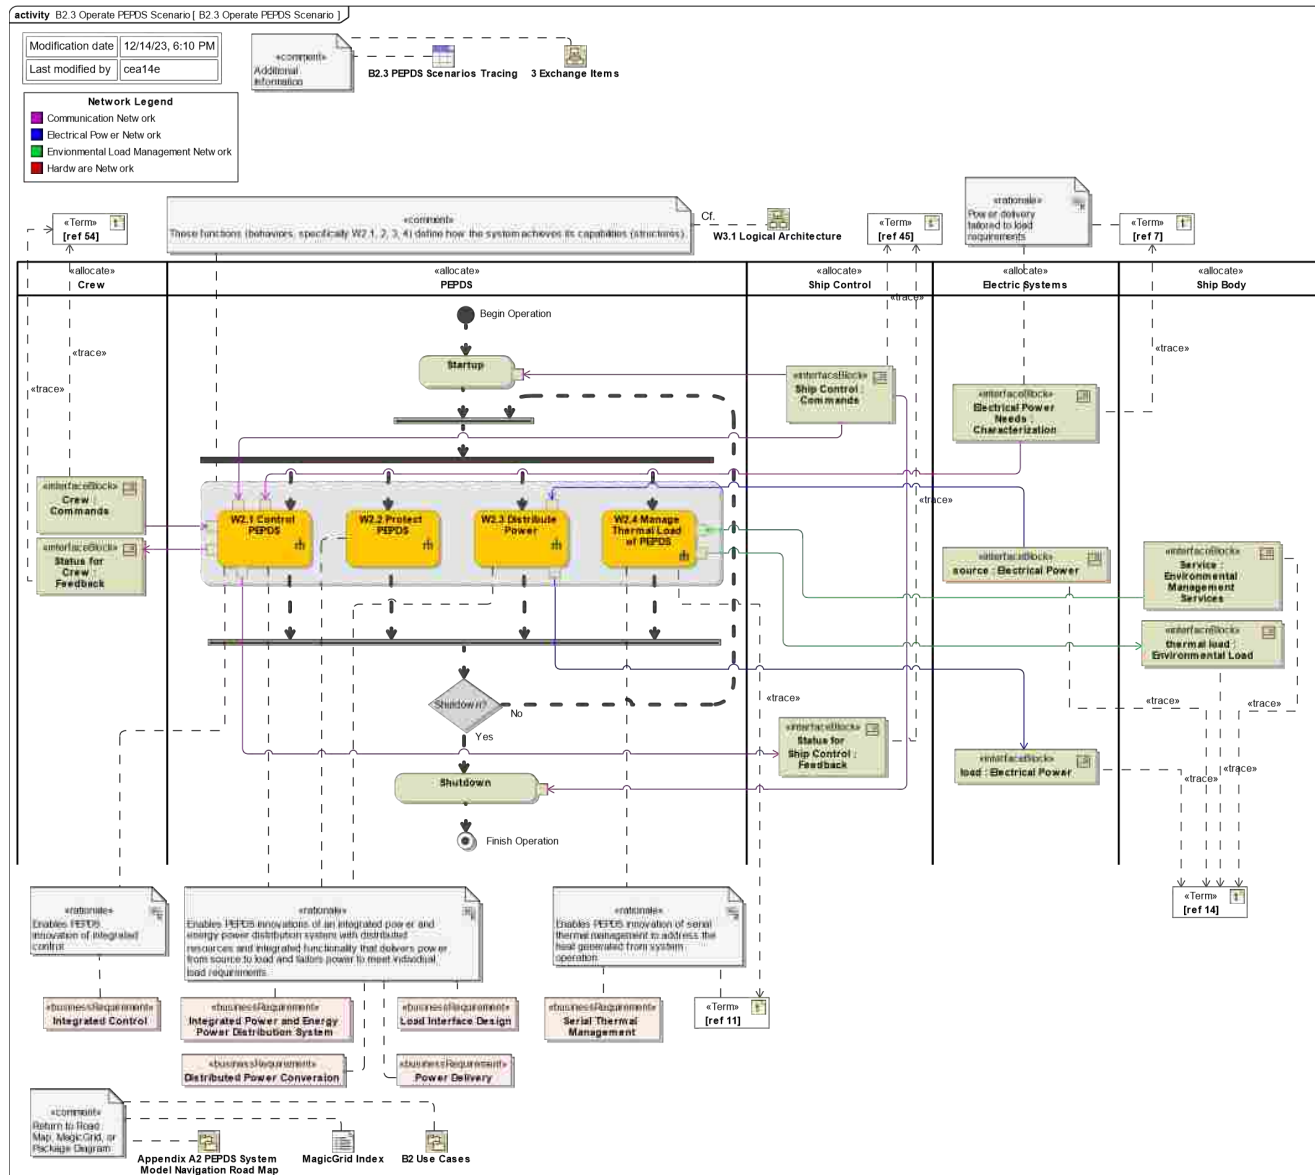 activity B2.3 Operate PEPDS Scenario [ B2.3 Operate PEPDS Scenario ]
Modification date 12/14/23, 6:10 PM
Last modified by cea14e
«comment»
Additional
Information
B2.3 PEPDS Scenarios Tracing
3 Exchange Items
Network Legend
Communication Network
Electrical Power Network
Envionmental Load Management Network
Hardware Network
«Term»
[ref 54]
«comment»
These functions (behaviors, specifically W2.1, 2, 3, 4) define how the system achieves its capabilities (structures).
Cf.
W3.1 Logical Architecture
«Term»
[ref 45]
«rationale»
Power delivery
tailored to load
requirements
«Term»
[ref 7]
«allocate»
Crew
«allocate»
PEPDS
«allocate»
Ship Control
«allocate»
Electric Systems
«allocate»
Ship Body
«trace»
«trace»
«trace»
«trace»
«trace»
Begin Operation
Startup
«interfaceBlock»
Ship Control :
Commands
«interfaceBlock»
Electrical Power
Needs :
Characterization
«interfaceBlock»
Crew :
Commands
«interfaceBlock»
Status for
Crew :
Feedback
W2.1 Control
PEPDS
W2.2 Protect
PEPDS
W2.3 Distribute
Power
W2.4 Manage
Thermal Load
of PEPDS
«interfaceBlock»
source : Electrical Power
«interfaceBlock»
Service :
Environmental
Management
Services
«interfaceBlock»
thermal load :
Environmental Load
Shutdown?
No
Yes
«trace»
«trace»
«trace»
«trace»
«interfaceBlock»
Status for
Ship Control :
Feedback
«interfaceBlock»
load : Electrical Power
«trace»
«trace»
Shutdown
Finish Operation
«Term»
[ref 14]
«rationale»
Enables PEPDS
innovation of integrated
control
«rationale»
Enables PEPDS innovations of an integrated power and
energy power distribution system with distributed
resources and integrated functionality that delivers power
from source to load and tailors power to meet individual
load requirements.
«rationale»
Enables PEPDS innovation of serial
thermal management to address the
heat generated from system
operation
«businessRequirement»
Integrated Control
«businessRequirement»
Integrated Power and Energy
Power Distribution System
«businessRequirement»
Load Interface Design
«businessRequirement»
Serial Thermal
Management
«Term»
[ref 11]
«businessRequirement»
Distributed Power Conversion
«businessRequirement»
Power Delivery
«comment»
Return to Road
Map, MagicGrid, or
Package Diagram
Appendix A2 PEPDS System
Model Navigation Road Map
MagicGrid Index
B2 Use Cases